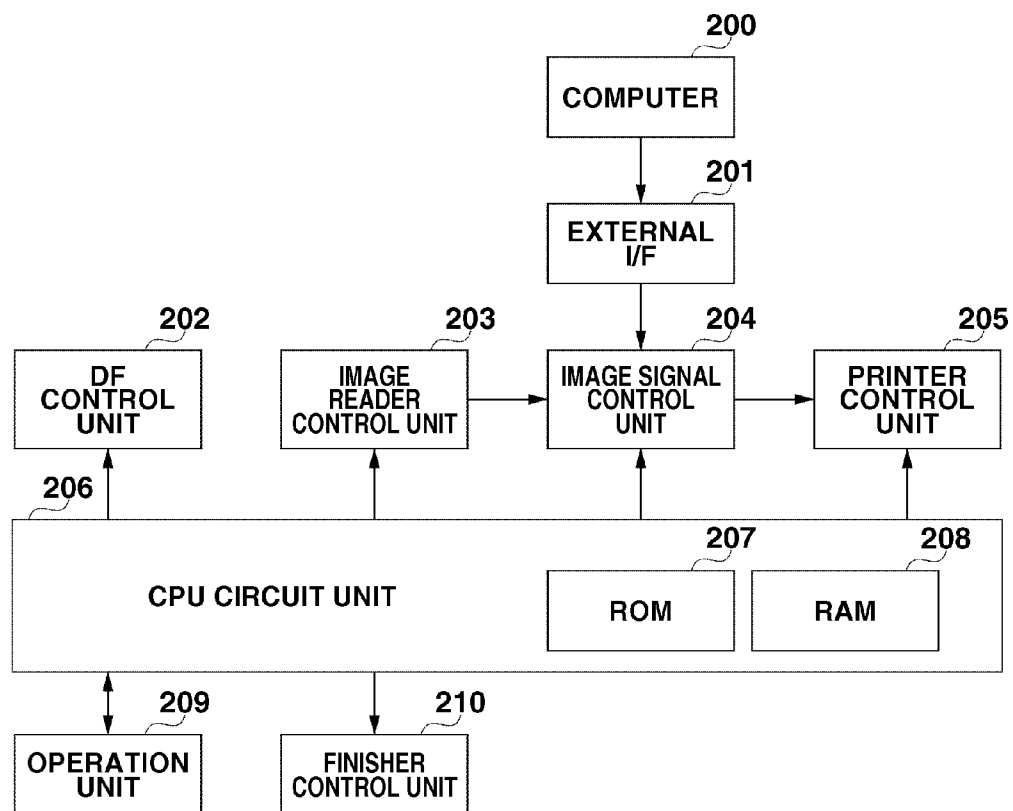 200
COMPUTER
201
EXTERNAL
I/F
202
DF
CONTROL
UNIT
203
IMAGE
READER
CONTROL UNIT
204
IMAGE SIGNAL
CONTROL
UNIT
205
PRINTER
CONTROL
UNIT
206
CPU CIRCUIT UNIT
207
ROM
208
RAM
209
OPERATION
UNIT
210
FINISHER
CONTROL UNIT